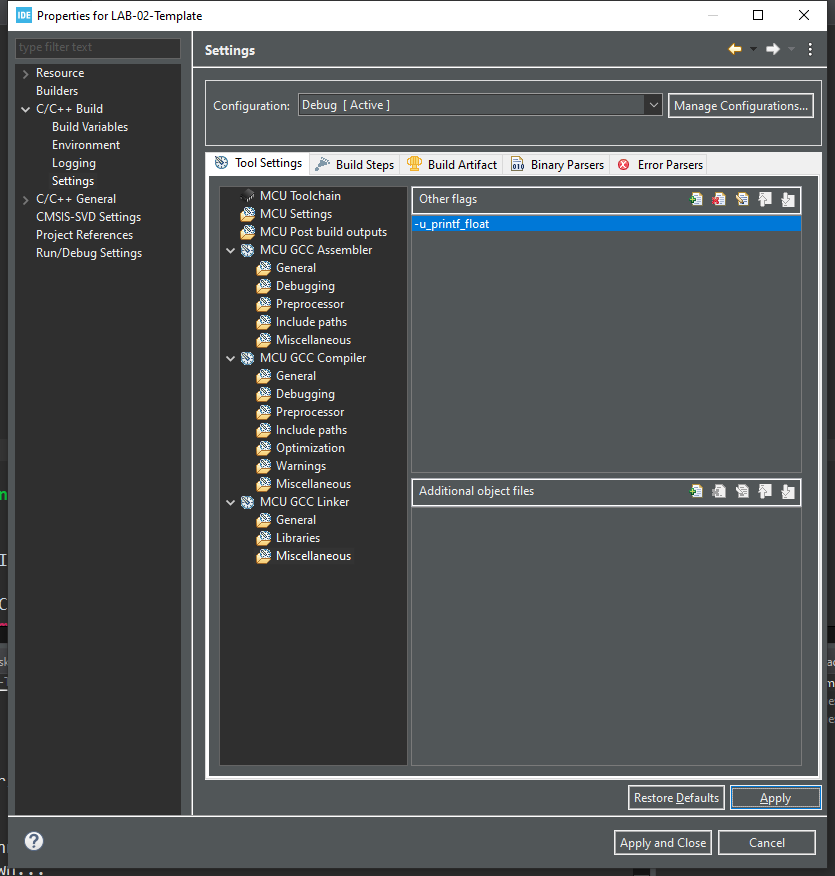 IDE Properties for LAB-02-Template
type filter text
Resource
Builders
C/C++ Build
Build Variables
Environment
Logging
Settings
C/C++ General
CMSIS-SVD Settings
Project References
Run/Debug Settings
Settings
Configuration: Debug [ Active ] Manage Configurations...
Tool Settings Build Steps Build Artifact Binary Parsers Error Parsers
MCU Toolchain
MCU Settings
MCU Post build outputs
MCU GCC Assembler
General
Debugging
Preprocessor
Include paths
Miscellaneous
MCU GCC Compiler
General
Debugging
Preprocessor
Include paths
Optimization
Warnings
Miscellaneous
MCU GCC Linker
General
Libraries
Miscellaneous
Other flags
-u_printf_float
Additional object files
Restore Defaults Apply
Apply and Close Cancel